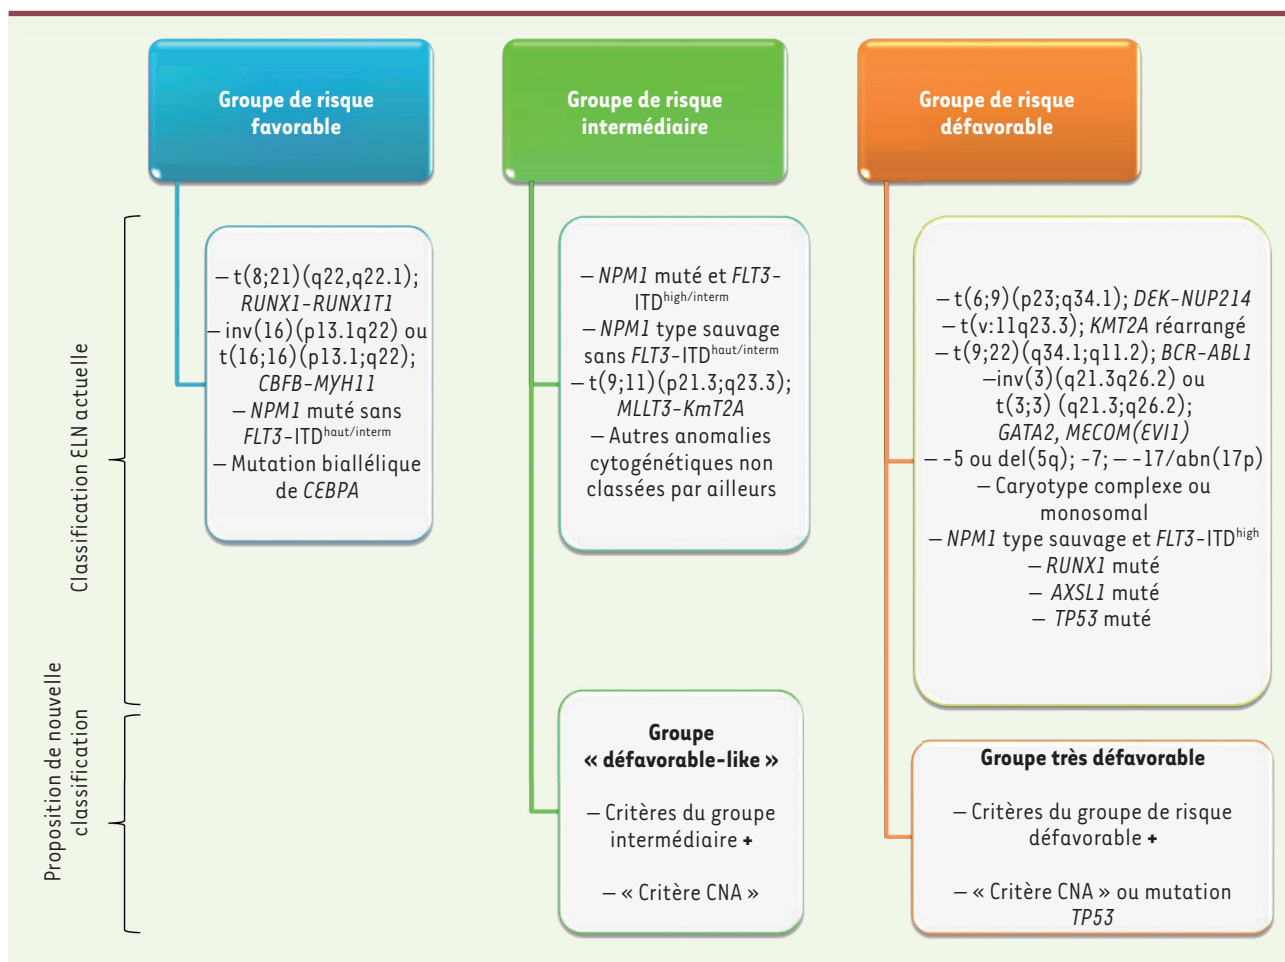 Groupe de risque
favorable
Groupe de risque
intermédiaire
Groupe de risque
défavorable
Classification ELN actuelle
– t(8;21)(q22,q22.1);
RUNX1-RUNX1T1
– inv(16)(p13.1q22) ou
t(16;16)(p13.1;q22);
CBFB-MYH11
– NPM1 muté sans
FLT3-ITDhaut/interm
– Mutation biallélique
de CEBPA
– NPM1 muté et FLT3-
ITDhigh/interm
– NPM1 type sauvage
sans FLT3-ITDhaut/interm
– t(9;11)(p21.3;q23.3);
MLLT3-KmT2A
– Autres anomalies
cytogénétiques non
classées par ailleurs
– t(6;9)(p23;q34.1); DEK-NUP214
– t(v:11q23.3); KMT2A réarrangé
– t(9;22)(q34.1;q11.2); BCR-ABL1
–inv(3)(q21.3q26.2) ou
t(3;3) (q21.3;q26.2);
GATA2, MECOM(EVI1)
– -5 ou del(5q); -7; – -17/abn(17p)
– Caryotype complexe ou
monosomal
– NPM1 type sauvage et FLT3-ITDhigh
– RUNX1 muté
– AXSL1 muté
– TP53 muté
Proposition de nouvelle
classification
Groupe
« défavorable-like »
– Critères du groupe
intermédiaire +
– « Critère CNA »
Groupe très défavorable
– Critères du groupe de risque
défavorable +
– « Critère CNA » ou mutation
TP53